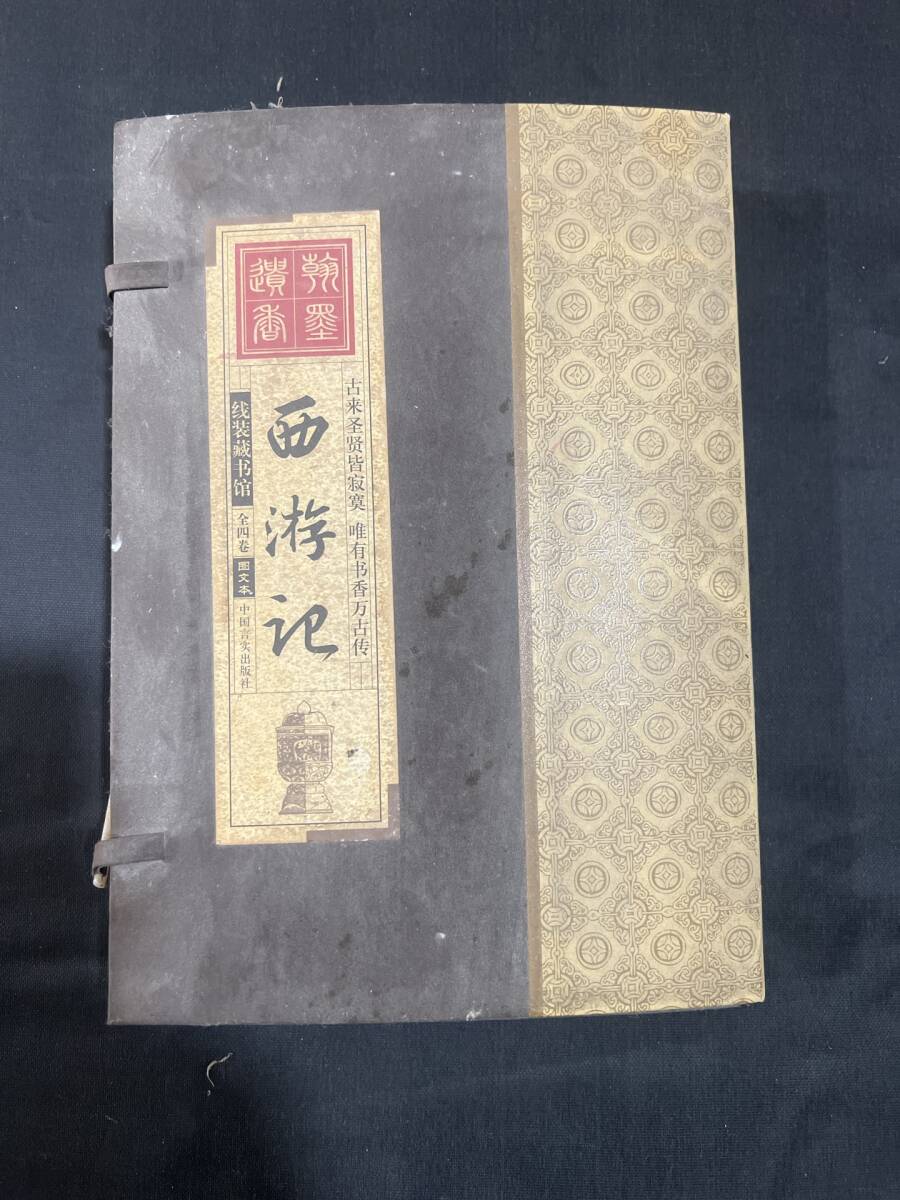 翰墨
遺香
古来圣贤皆寂寞 唯有书香万古传
西游记
线装藏书馆 全四卷 图文本 中国言实出版社